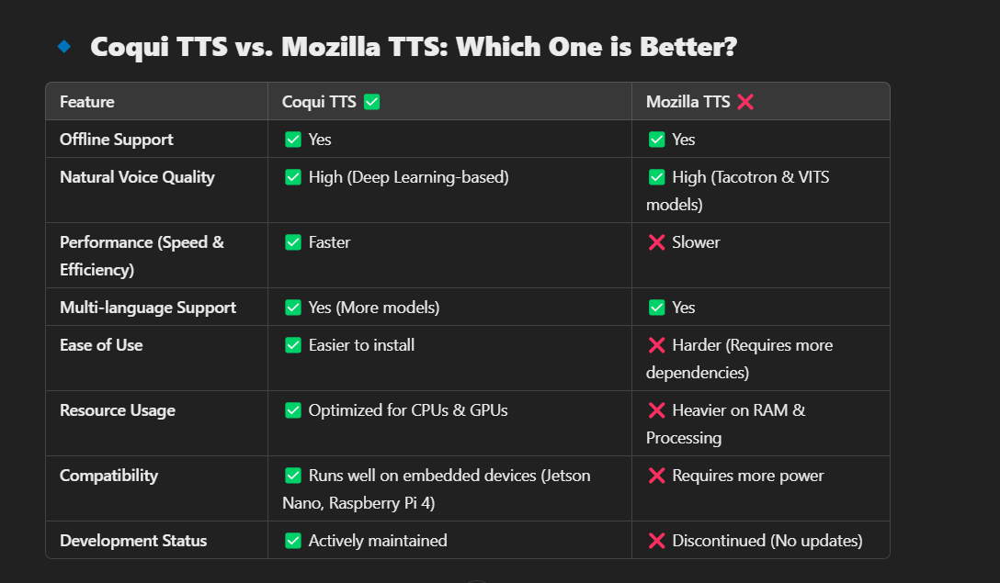 🔹 Coqui TTS vs. Mozilla TTS: Which One is Better?
Feature Coqui TTS ✅ Mozilla TTS ❌
Offline Support ✅ Yes ✅ Yes
Natural Voice Quality ✅ High (Deep Learning-based) ✅ High (Tacotron & VITS
models)
Performance (Speed & ✅ Faster ❌ Slower
Efficiency)
Multi-language Support ✅ Yes (More models) ✅ Yes
Ease of Use ✅ Easier to install ❌ Harder (Requires more
dependencies)
Resource Usage ✅ Optimized for CPUs & GPUs ❌ Heavier on RAM &
Processing
Compatibility ✅ Runs well on embedded devices (Jetson ❌ Requires more power
Nano, Raspberry Pi 4)
Development Status ✅ Actively maintained ❌ Discontinued (No updates)